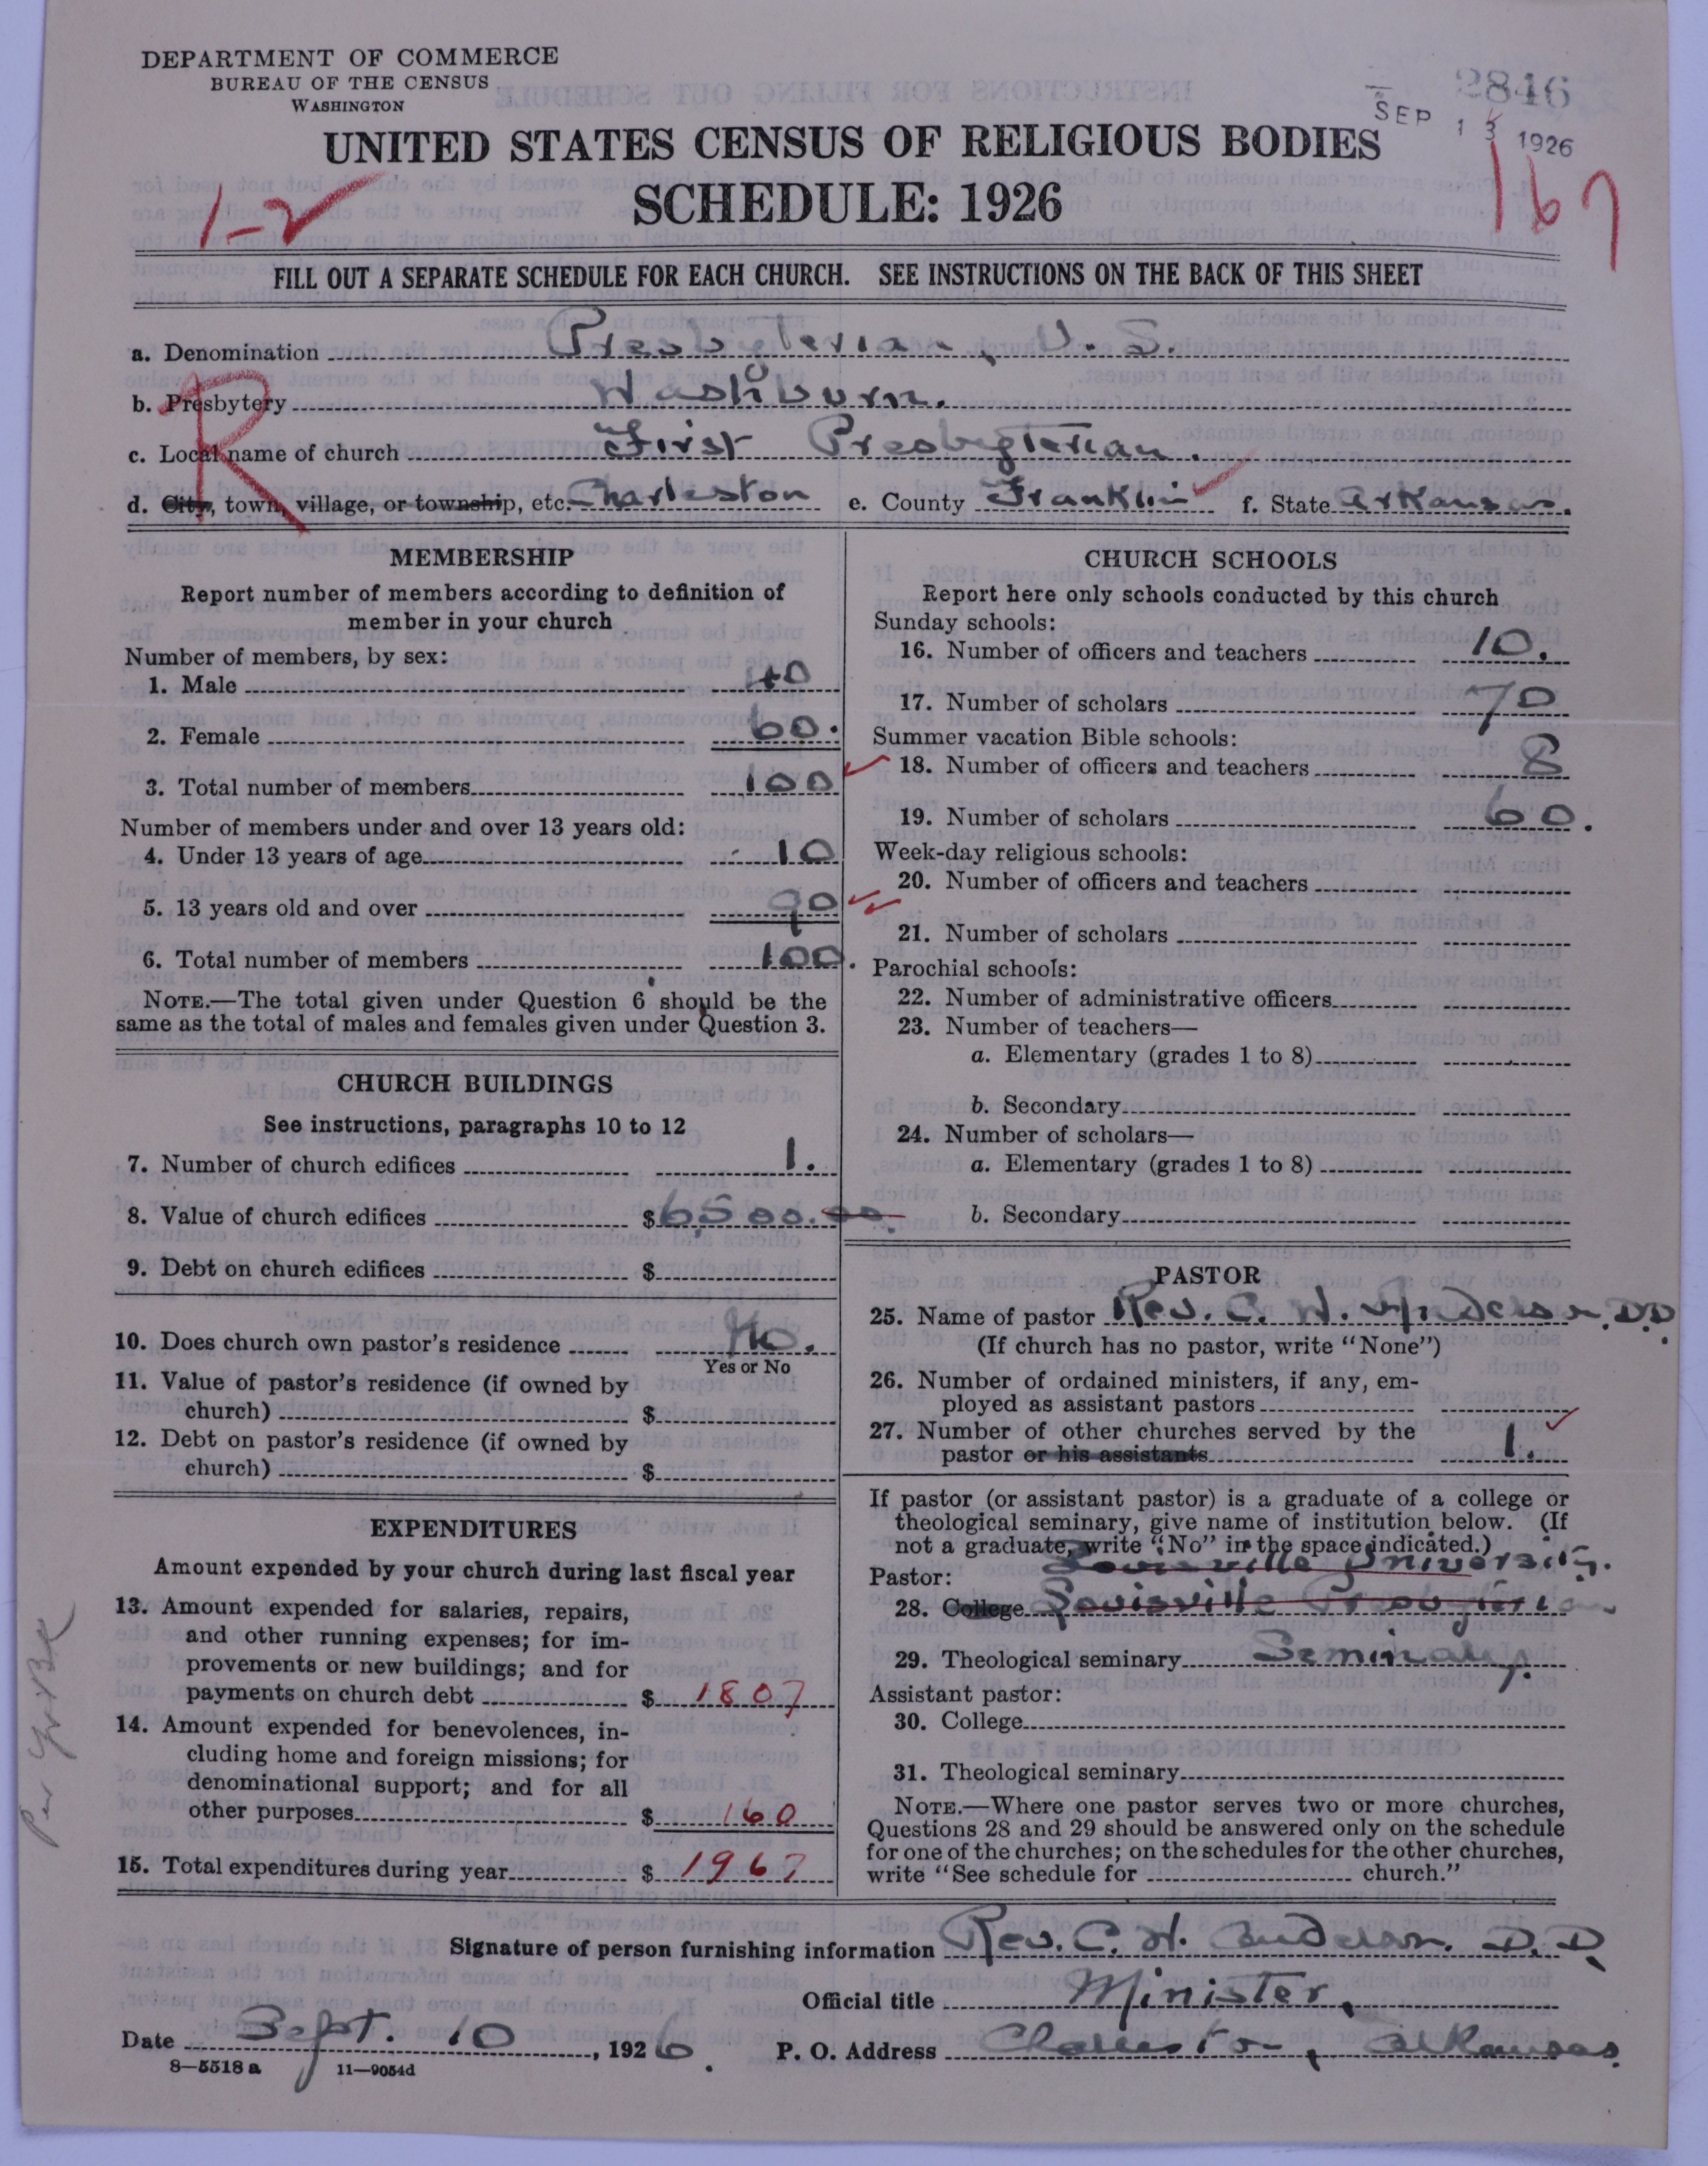 DEPARTMENT OF COMMERCE
BUREAU OF THE CENSUS
WASHINGTON
2846
SEP 13 1926
UNITED STATES CENSUS OF RELIGIOUS BODIES
SCHEDULE: 1926
1-2
167
FILL OUT A SEPARATE SCHEDULE FOR EACH CHURCH. SEE INSTRUCTIONS ON THE BACK OF THIS SHEET
a. Denomination Presbyterian, U. S.
b. Presbytery Washburn.
R
c. Local name of church First Presbyterian.
d. City, town, village, or township, etc. Charleston e. County Franklin f. State Arkansas.
MEMBERSHIP
Report number of members according to definition of
member in your church
Number of members, by sex:
1. Male 40
2. Female 60.
3. Total number of members 100
Number of members under and over 13 years old:
4. Under 13 years of age 10
5. 13 years old and over 90
6. Total number of members 100.
NOTE.—The total given under Question 6 should be the
same as the total of males and females given under Question 3.
CHURCH BUILDINGS
See instructions, paragraphs 10 to 12
7. Number of church edifices 1.
8. Value of church edifices $6500.00.
9. Debt on church edifices $
10. Does church own pastor's residence No.
Yes or No
11. Value of pastor's residence (if owned by
church) $
12. Debt on pastor's residence (if owned by
church) $
EXPENDITURES
Amount expended by your church during last fiscal year
13. Amount expended for salaries, repairs,
and other running expenses; for im-
provements or new buildings; and for
payments on church debt $ 1807
14. Amount expended for benevolences, in-
cluding home and foreign missions; for
denominational support; and for all
other purposes $ 160
15. Total expenditures during year $ 1967
CHURCH SCHOOLS
Report here only schools conducted by this church
Sunday schools:
16. Number of officers and teachers 10.
17. Number of scholars 70
Summer vacation Bible schools:
18. Number of officers and teachers 8
19. Number of scholars 60.
Week-day religious schools:
20. Number of officers and teachers
21. Number of scholars
Parochial schools:
22. Number of administrative officers
23. Number of teachers—
a. Elementary (grades 1 to 8)
b. Secondary
24. Number of scholars—
a. Elementary (grades 1 to 8)
b. Secondary
PASTOR
25. Name of pastor Rev. C. H. Anderson, D.D.
(If church has no pastor, write "None")
26. Number of ordained ministers, if any, em-
ployed as assistant pastors
27. Number of other churches served by the
pastor or his assistants 1.
If pastor (or assistant pastor) is a graduate of a college or
theological seminary, give name of institution below. (If
not a graduate, write "No" in the space indicated.)
Louisville University.
Pastor:
28. College Louisville Presbyterian
29. Theological seminary Seminary.
Assistant pastor:
30. College
31. Theological seminary
NOTE.—Where one pastor serves two or more churches,
Questions 28 and 29 should be answered only on the schedule
for one of the churches; on the schedules for the other churches,
write "See schedule for church."
Signature of person furnishing information Rev. C. H. Anderson. D.D.
Official title Minister.
Date Sept. 10, 1926. P. O. Address Charleston, Arkansas.
8—5518 a 11—9054d